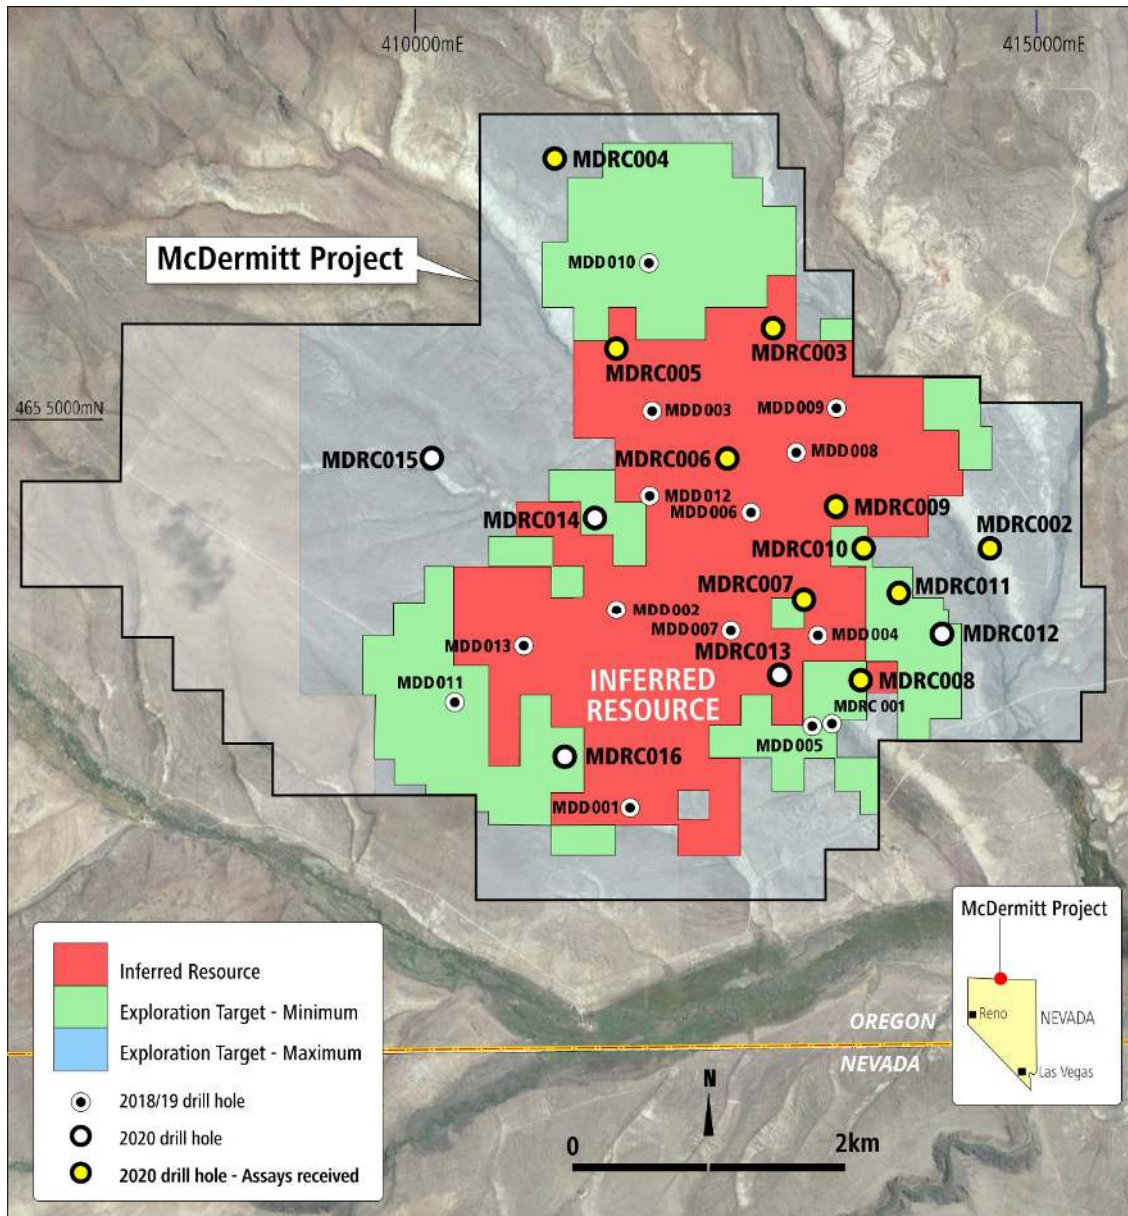 410000mE
415000mE
MDRC004
McDermitt Project
MDD010
MDRC003
MDRC005
465 5000mN
MDD003
MDD009
MDRC015
MDRC006
MDD008
MDD012
MDD006
MDRC009
MDRC014
MDRC002
MDRC010
MDRC007
MDRC011
MDD002
MDD007
MDD004
MDRC012
MDD013
MDRC013
INFERRED
RESOURCE
MDD011
MDRC008
MDRC 001
MDD005
MDRC016
MDD001
Inferred Resource
Exploration Target - Minimum
Exploration Target - Maximum
2018/19 drill hole
2020 drill hole
2020 drill hole - Assays received
OREGON
NEVADA
N
0
2km
McDermitt Project
Reno
NEVADA
Las Vegas